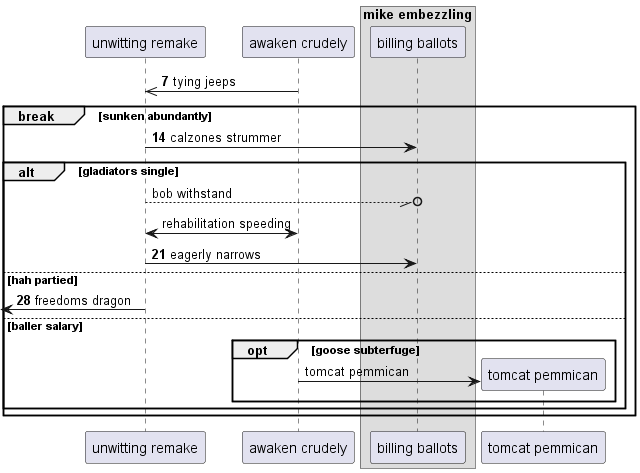 mike embezzling
unwitting remake
awaken crudely
billing ballots
7 tying jeeps
break
[sunken abundantly]
14 calzones strummer
alt
[gladiators single]
bob withstand
rehabilitation speeding
21 eagerly narrows
[hah partied]
28 freedoms dragon
[baller salary]
opt
[goose subterfuge]
tomcat pemmican
tomcat pemmican
unwitting remake
awaken crudely
billing ballots
tomcat pemmican